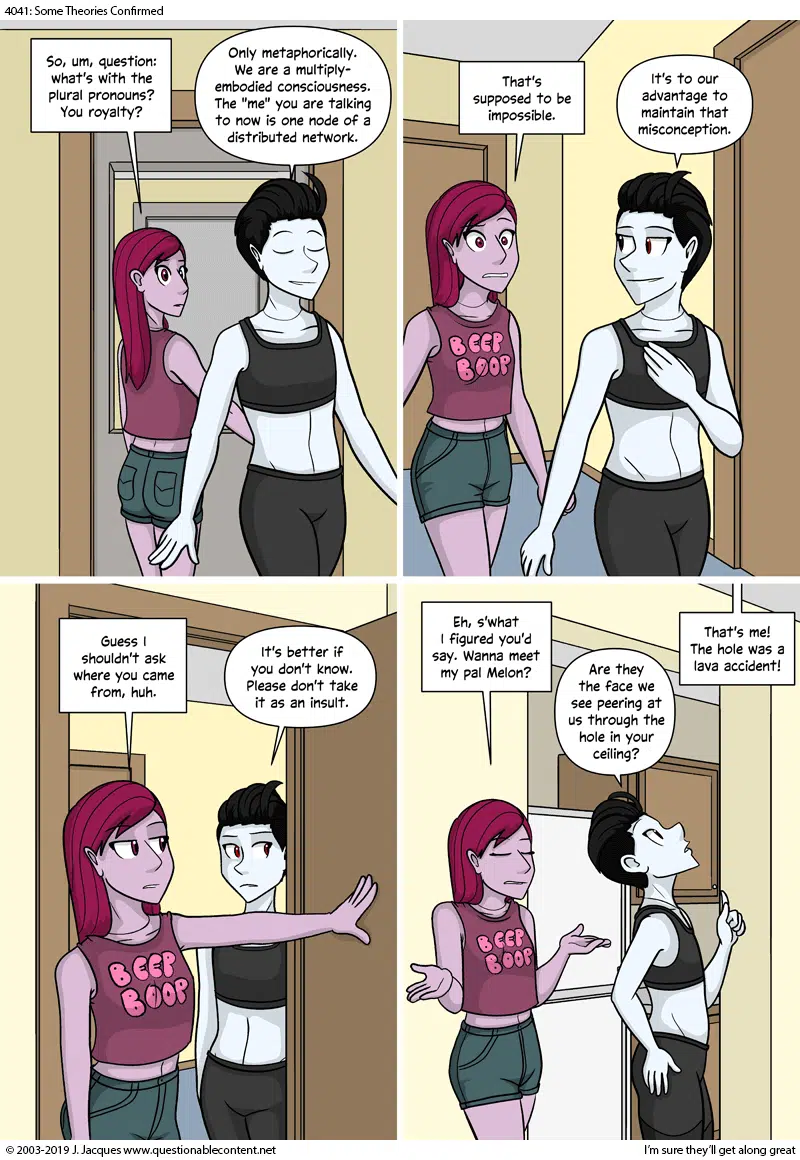 4041: Some Theories Confirmed
So, um, question:
what's with the
plural pronouns?
You royalty?
Only metaphorically.
We are a multiply-
embodied consciousness.
The "me" you are talking
to now is one node of a
distributed network.
That's
supposed to be
impossible.
It's to our
advantage to
maintain that
misconception.
BEEP
BOOP
Guess I
shouldn't ask
where you came
from, huh.
It's better if
you don't know.
Please don't take
it as an insult.
BEEP
BOOP
Eh, s'what
I figured you'd
say. Wanna meet
my pal Melon?
Are they
the face we
see peering at
us through the
hole in your
ceiling?
That's me!
The hole was a
lava accident!
BEEP
BOOP
© 2003-2019 J. Jacques www.questionablecontent.net
I'm sure they'll get along great